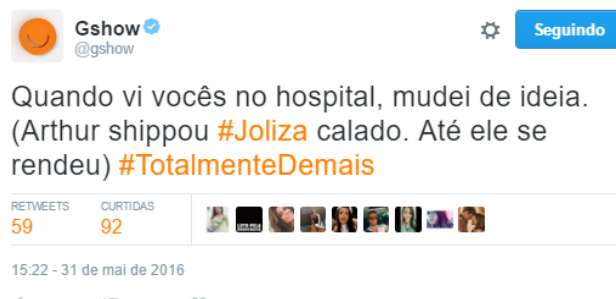 Gshow
@gshow
Seguindo
Quando vi vocês no hospital, mudei de ideia.
(Arthur shippou #Joliza calado. Até ele se
rendeu) #TotalmenteDemais
RETWEETS CURTIDAS
59 92
15:22 - 31 de mai de 2016